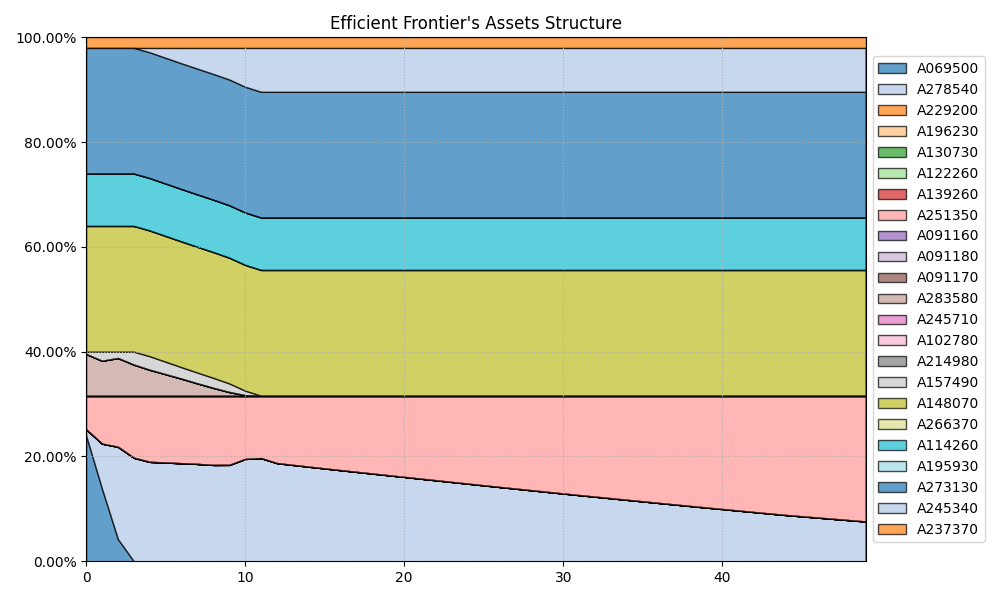 Efficient Frontier's Assets Structure
100.00%
80.00%
60.00%
40.00%
20.00%
0.00%
0
10
20
30
40
A069500
A278540
A229200
A196230
A130730
A122260
A139260
A251350
A091160
A091180
A091170
A283580
A245710
A102780
A214980
A157490
A148070
A266370
A114260
A195930
A273130
A245340
A237370